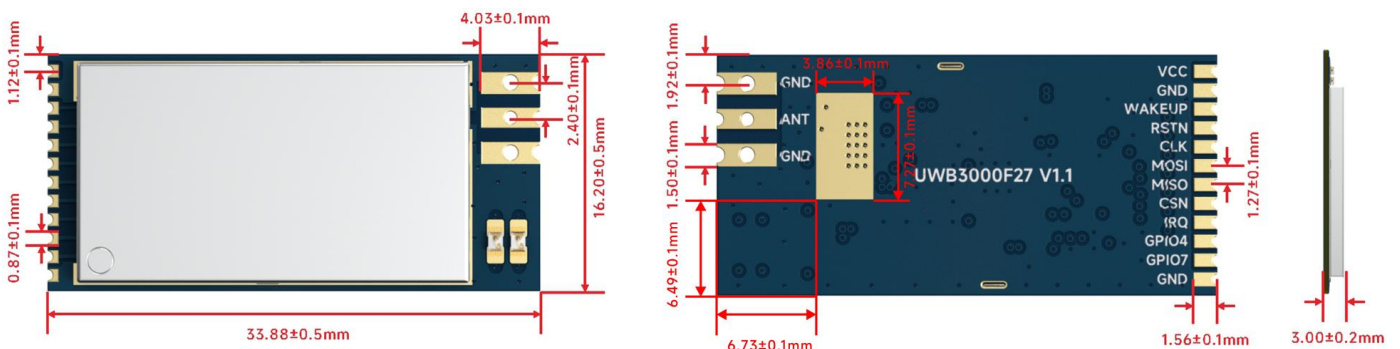 4.03±0.1mm
1.12±0.1mm
2.40±0.1mm
16.20±0.5mm
0.87±0.1mm
33.88±0.5mm
1.92±0.1mm
3.86±0.1mm
GND
ANT
GND
1.50±0.1mm
7.27±0.1mm
UWB3000F27 V1.1
6.49±0.1mm
6.73±0.1mm
VCC
GND
WAKEUP
RSTN
CLK
MOSI
MISO
CSN
IRQ
GPIO4
GPIO7
GND
1.27±0.1mm
1.56±0.1mm
3.00±0.2mm